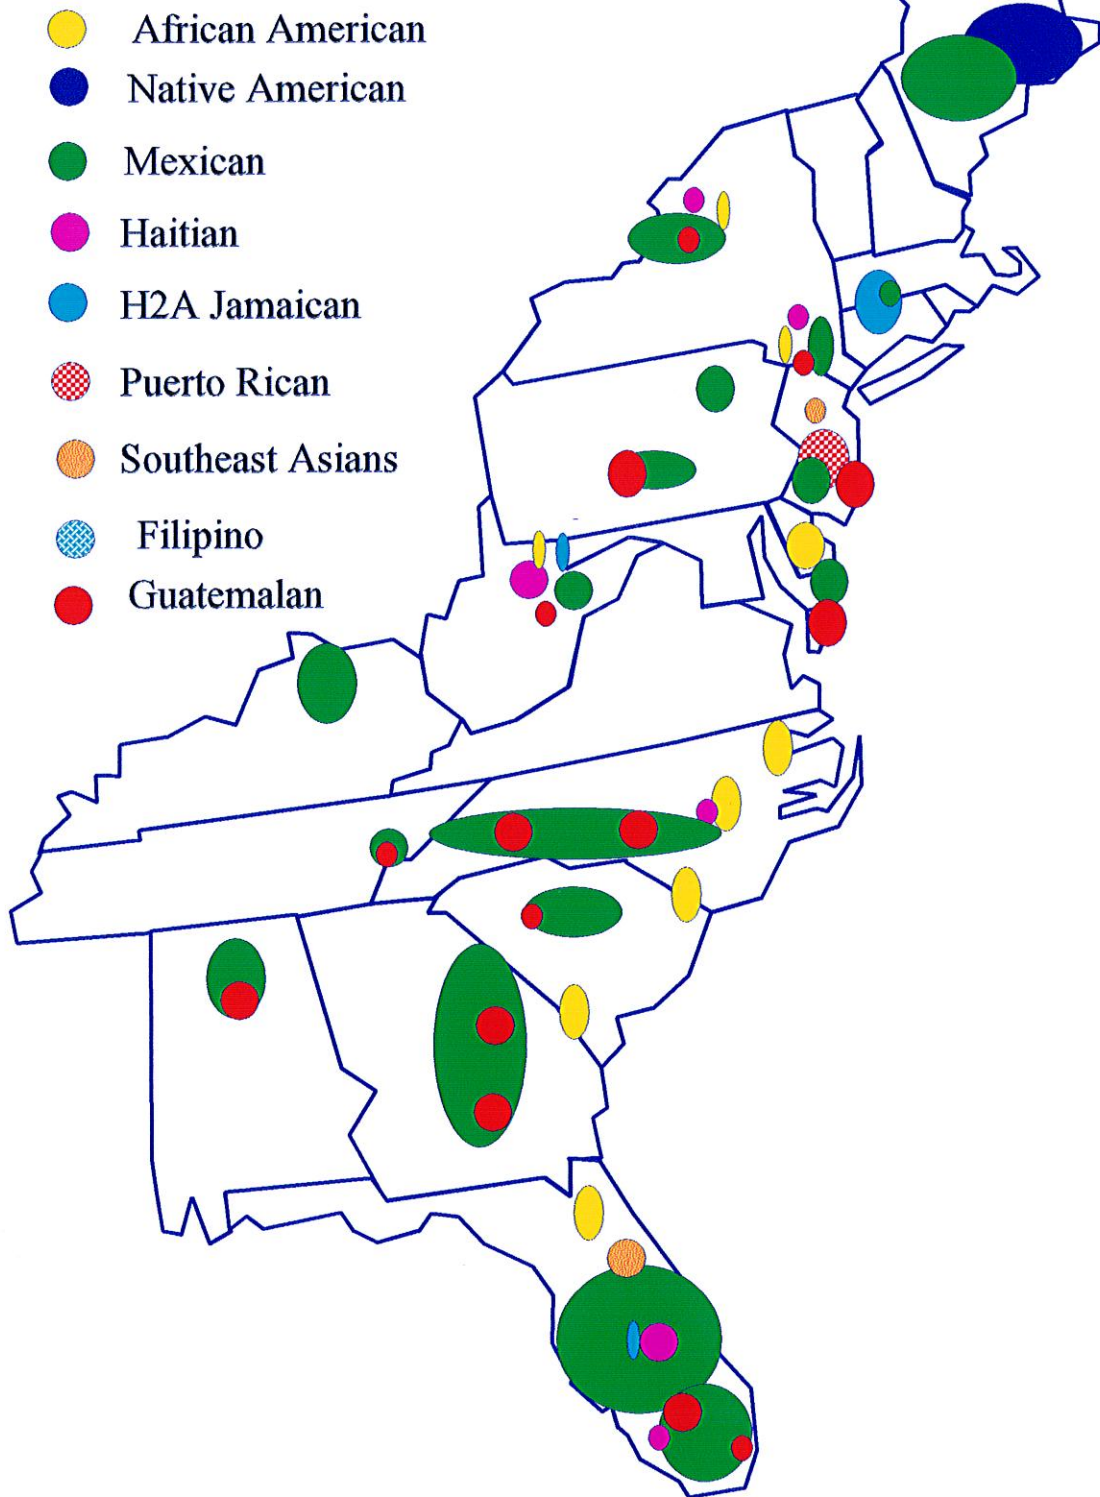 African American
Native American
Mexican
Haitian
H2A Jamaican
Puerto Rican
Southeast Asians
Filipino
Guatemalan